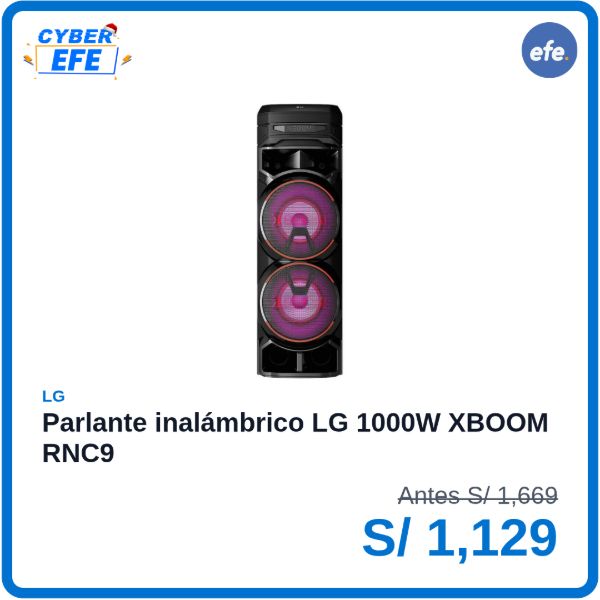 CYBER
EFE
efe.
LG
Parlante inalámbrico LG 1000W XBOOM
RNC9
Antes S/ 1,669
S/ 1,129